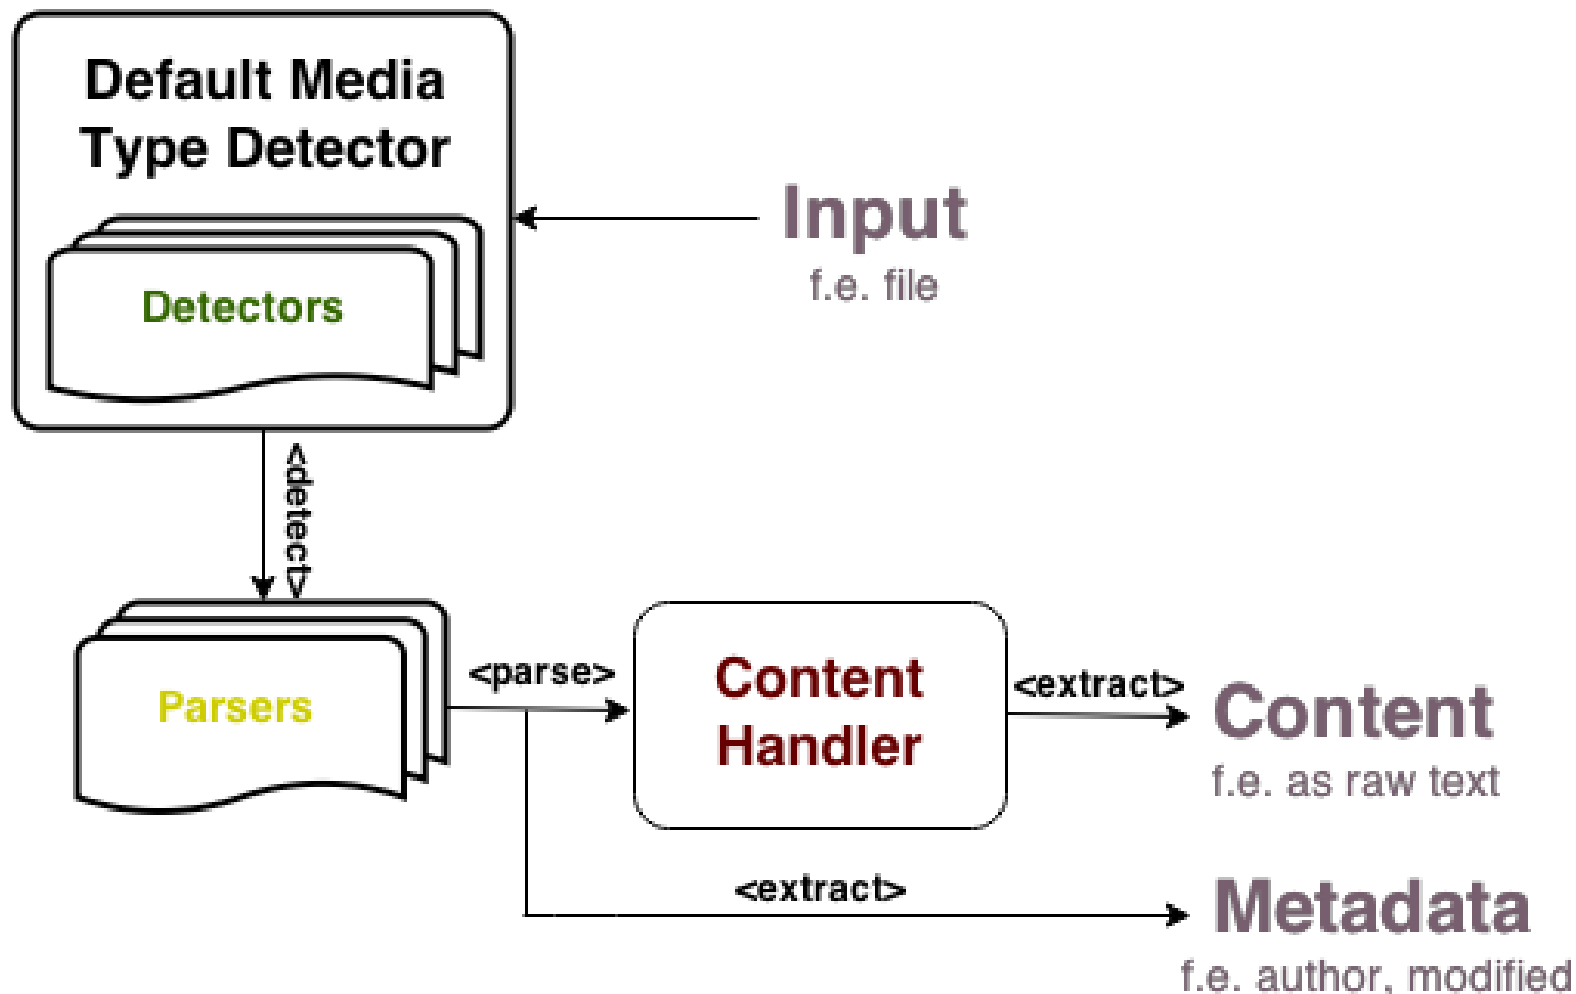 Default Media
Type Detector
Detectors
Input
f.e. file
<detect>
Parsers
<parse>
Content
Handler
<extract>
Content
f.e. as raw text
<extract>
Metadata
f.e. author, modified